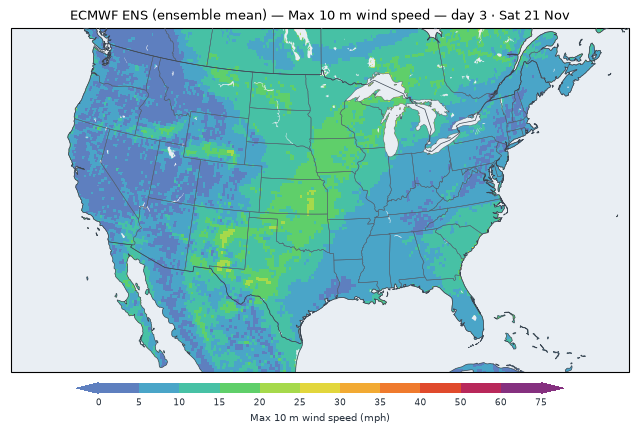 ECMWF ENS (ensemble mean) — Max 10 m wind speed — day 3 · Sat 21 Nov
0 5 10 15 20 25 30 35 40 50 60 75
Max 10 m wind speed (mph)